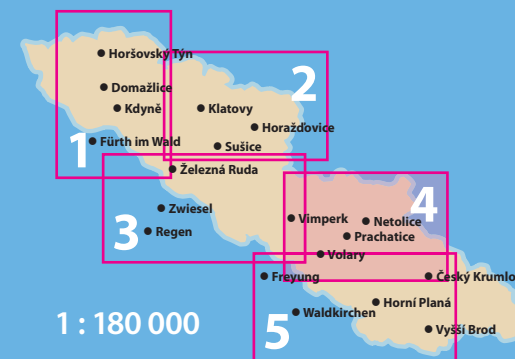 Horšovský Týn
Domažlice
2
Kdyně
Klatovy
Horažďovice
1
Fürth im Wald
Sušice
Železná Ruda
4
Zwiesel
Vimperk
Netolice
3
Regen
Prachatice
Volary
Freyung
Český Krumlo
Horní Planá
1 : 180 000
5
Waldkirchen
Vyšší Brod